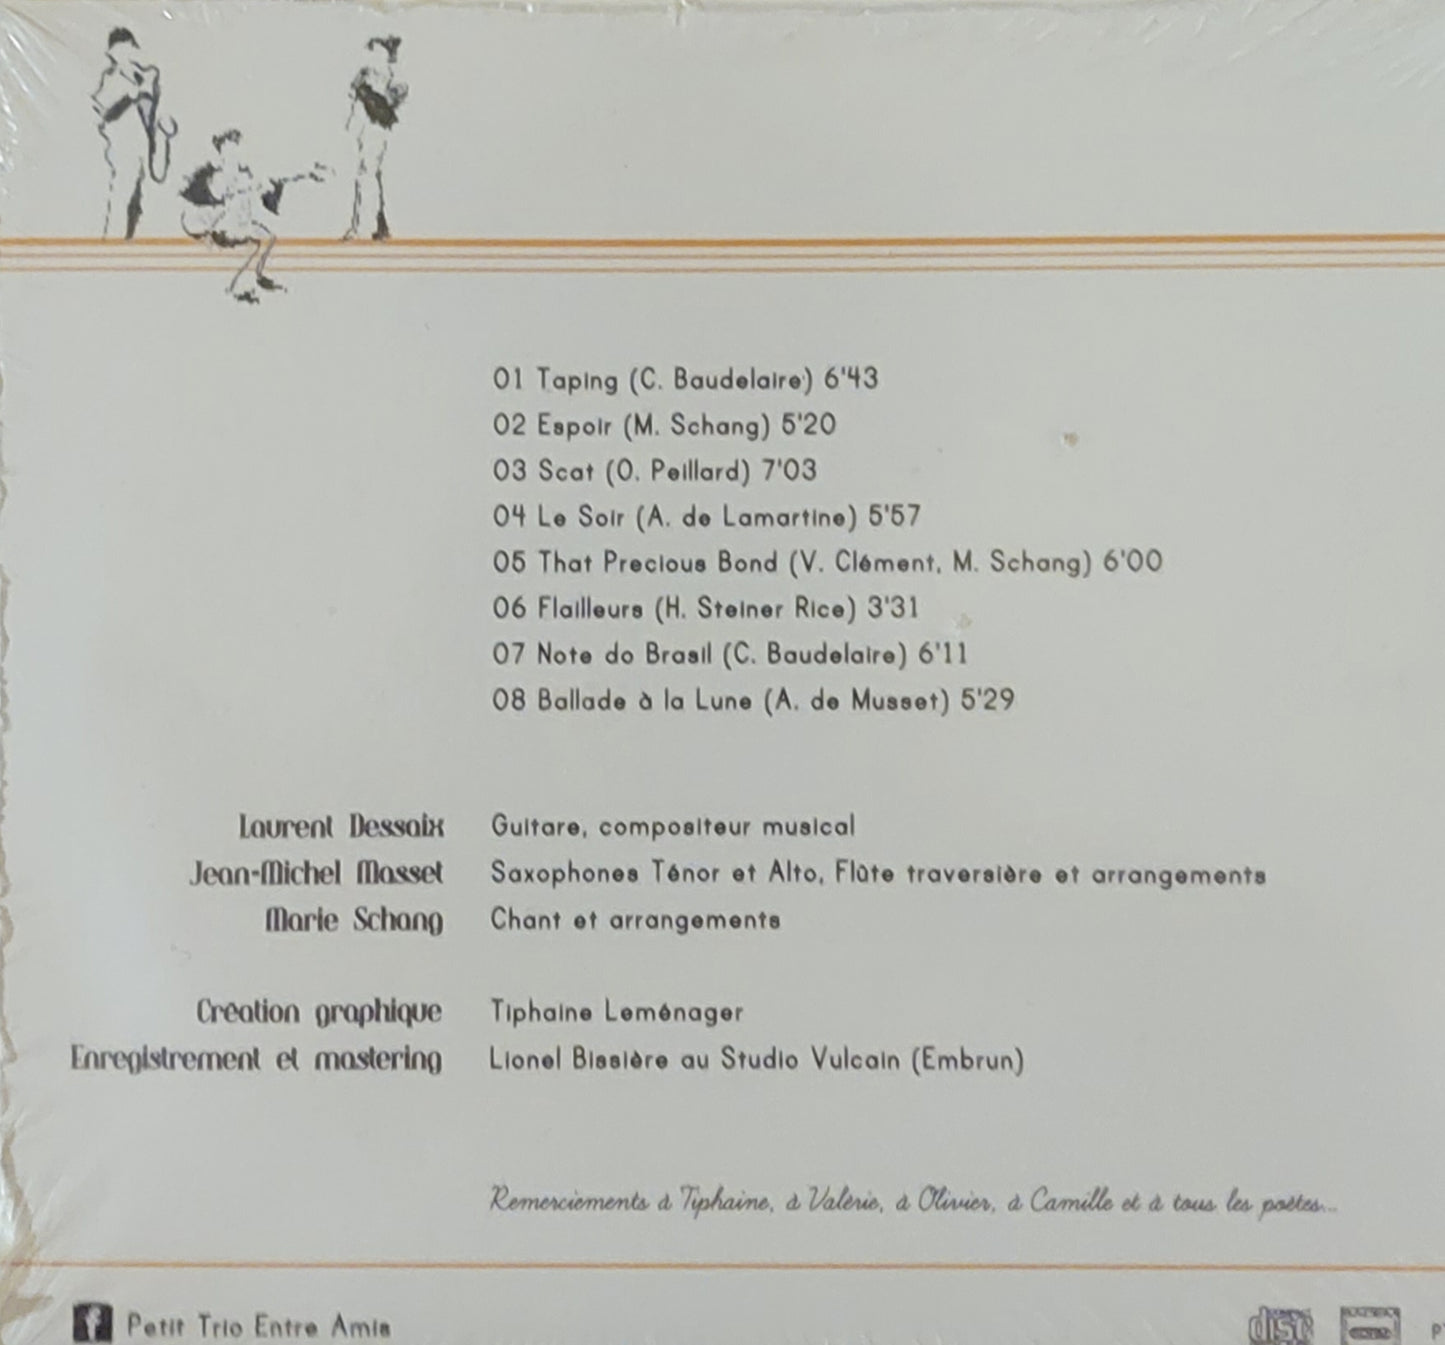 01 Taping (C. Baudelaire) 6'43
02 Espoir (M. Schang) 5'20
03 Scat (O. Peillard) 7'03
04 Le Soir (A. de Lamartine) 5'57
05 That Precious Bond (V. Clément, M. Schang) 6'00
06 Flailleurs (H. Steiner Rice) 3'31
07 Note do Brasil (C. Baudelaire) 6'11
08 Ballade à la Lune (A. de Musset) 5'29
Laurent Dessaix Guitare, compositeur musical
Jean-Michel Masset Saxophones Ténor et Alto, Flûte traversière et arrangements
Marie Schang Chant et arrangements
Création graphique Tiphaine Leménager
Enregistrement et mastering Lionel Bissière au Studio Vulcain (Embrun)
Remerciements à Tiphaine, à Valérie, à Olivier, à Camille et à tous les poètes...
f Petit Trio Entre Amis disc